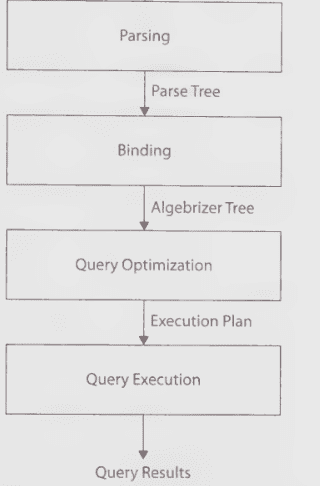 Parsing
Parse Tree
Binding
Algebrizer Tree
Query Optimization
Execution Plan
Query Execution
Query Results